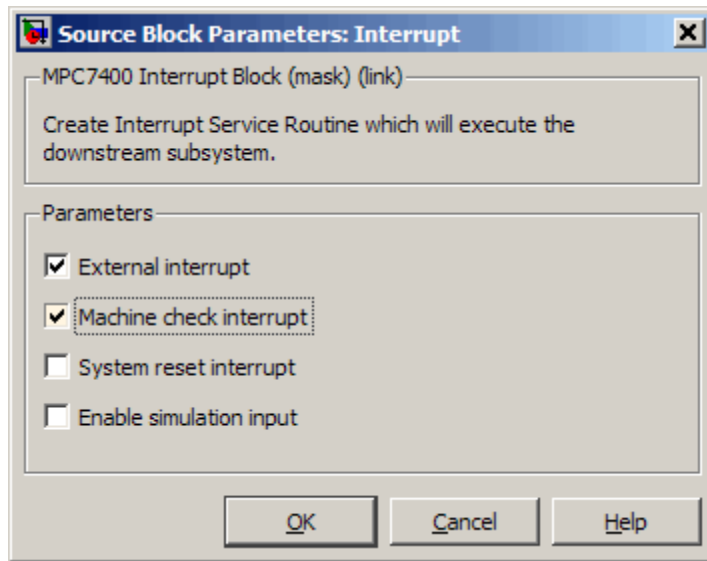 Source Block Parameters: Interrupt
MPC7400 Interrupt Block (mask) (link)
Create Interrupt Service Routine which will execute the
downstream subsystem.
Parameters
External interrupt
Machine check interrupt
System reset interrupt
Enable simulation input
OK Cancel Help